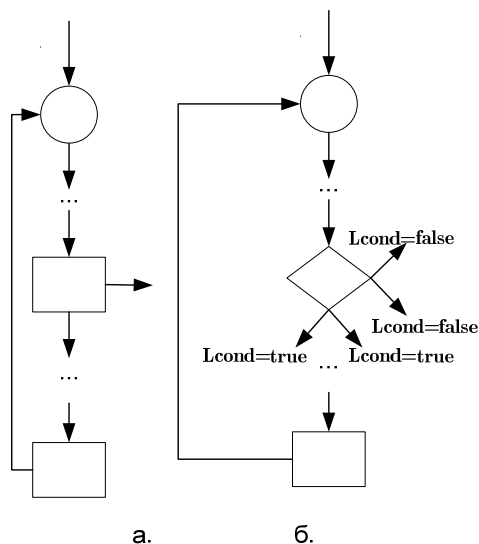 ...
...
Lcond=false
Lcond=false
Lcond=true Lcond=true
...
...
а. б.